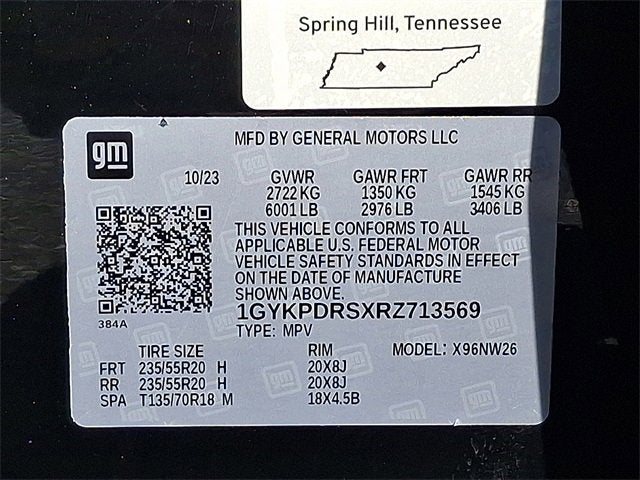 Spring Hill, Tennessee
gm
MFD BY GENERAL MOTORS LLC
10/23 GVWR GAWR FRT GAWR RR
2722 KG 1350 KG 1545 KG
6001 LB 2976 LB 3406 LB
THIS VEHICLE CONFORMS TO ALL
APPLICABLE U.S. FEDERAL MOTOR
VEHICLE SAFETY STANDARDS IN EFFECT
ON THE DATE OF MANUFACTURE
SHOWN ABOVE.
384A
1GYKPDRSXRZ713569
TYPE: MPV
TIRE SIZE RIM MODEL: X96NW26
FRT 235/55R20 H 20X8J
RR 235/55R20 H 20X8J
SPA T135/70R18 M 18X4.5B